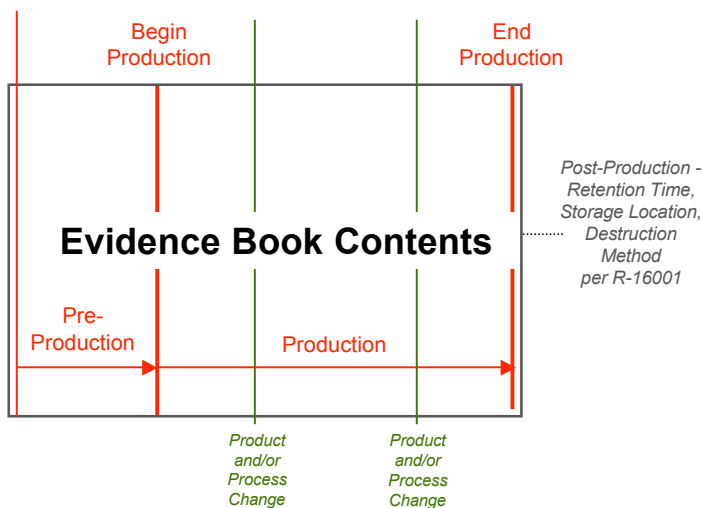 Begin
Production
End
Production
Post-Production -
Retention Time,
Storage Location,
Destruction
Method
per R-16001
Evidence Book Contents
Pre-
Production
Production
Product
and/or
Process
Change
Product
and/or
Process
Change